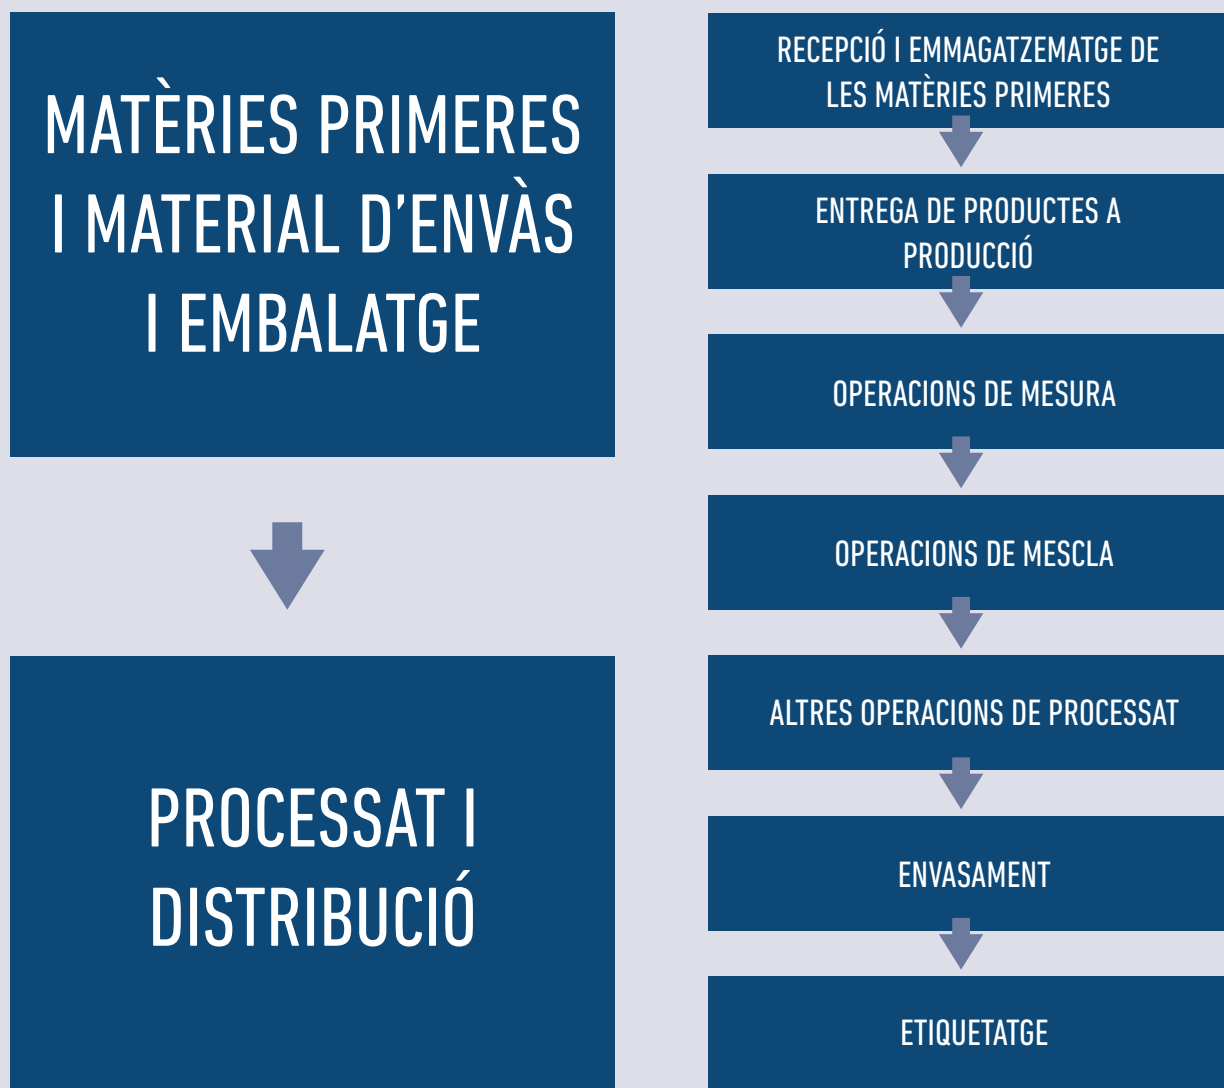 MATÈRIES PRIMERES
I MATERIAL D’ENVÀS
I EMBALATGE
PROCESSAT I
DISTRIBUCIÓ
RECEPCIÓ I EMMAGATZEMATGE DE
LES MATÈRIES PRIMERES
ENTREGA DE PRODUCTES A
PRODUCCIÓ
OPERACIONS DE MESURA
OPERACIONS DE MESCLA
ALTRES OPERACIONS DE PROCESSAT
ENVASAMENT
ETIQUETATGE